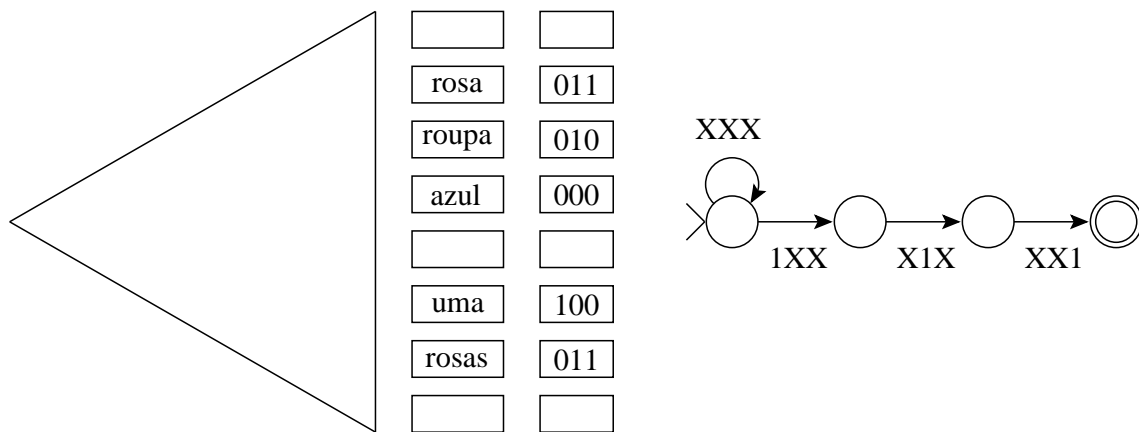 rosa 011
roupa 010
azul 000
uma 100
rosas 011
XXX
1XX X1X XX1